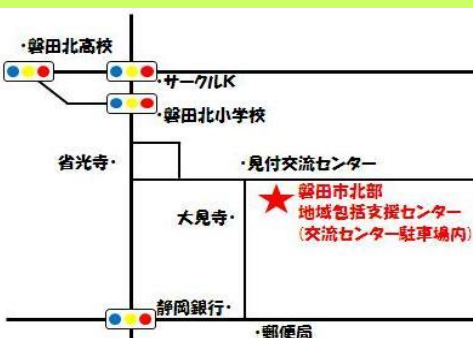 ・磐田北高校
・サークルK
・磐田北小学校
省光寺・
・見付交流センター
磐田市北部
地域包括支援センター
(交流センター駐車場内)
大見寺・
静岡銀行・
・郵便局